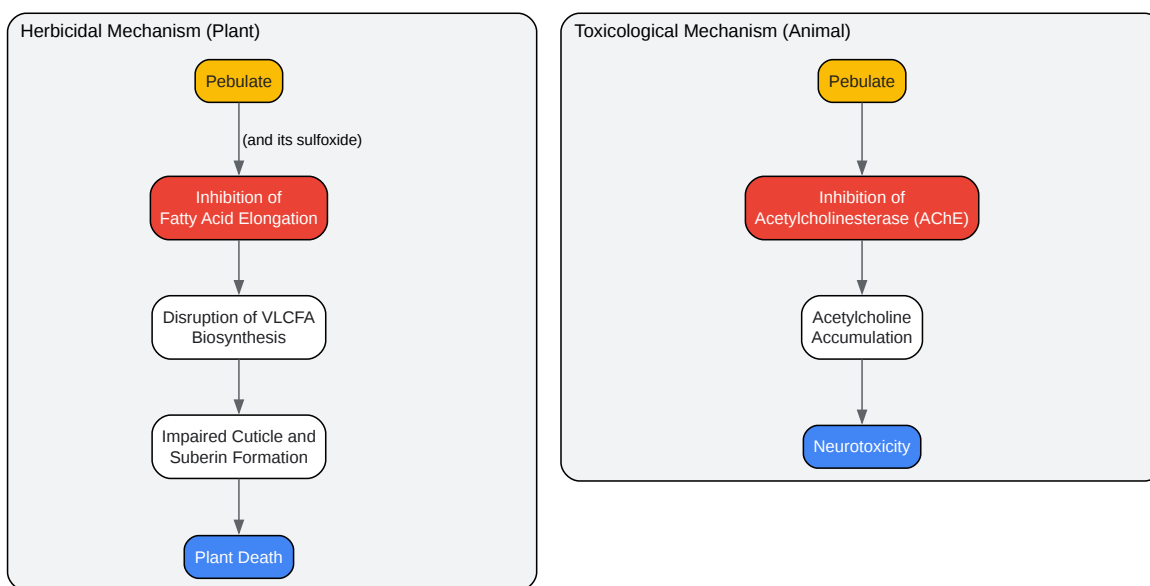 Herbicidal Mechanism (Plant)
Pebulate
(and its sulfoxide)
Inhibition of
Fatty Acid Elongation
Disruption of VLCFA
Biosynthesis
Impaired Cuticle and
Suberin Formation
Plant Death
Toxicological Mechanism (Animal)
Pebulate
Inhibition of
Acetylcholinesterase (AChE)
Acetylcholine
Accumulation
Neurotoxicity